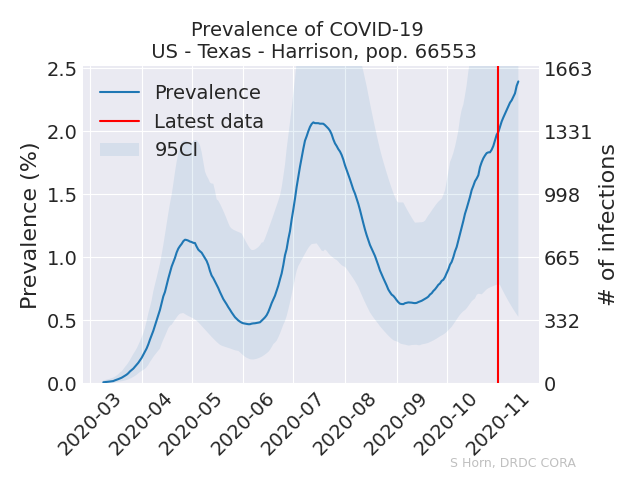 Prevalence of COVID-19
US - Texas - Harrison, pop. 66553
Prevalence
Latest data
95CI
Prevalence (%)
2.5
2.0
1.5
1.0
0.5
0.0
1663
1331
998
665
332
0
# of infections
2020-03
2020-04
2020-05
2020-06
2020-07
2020-08
2020-09
2020-10
2020-11
S Horn, DRDC CORA